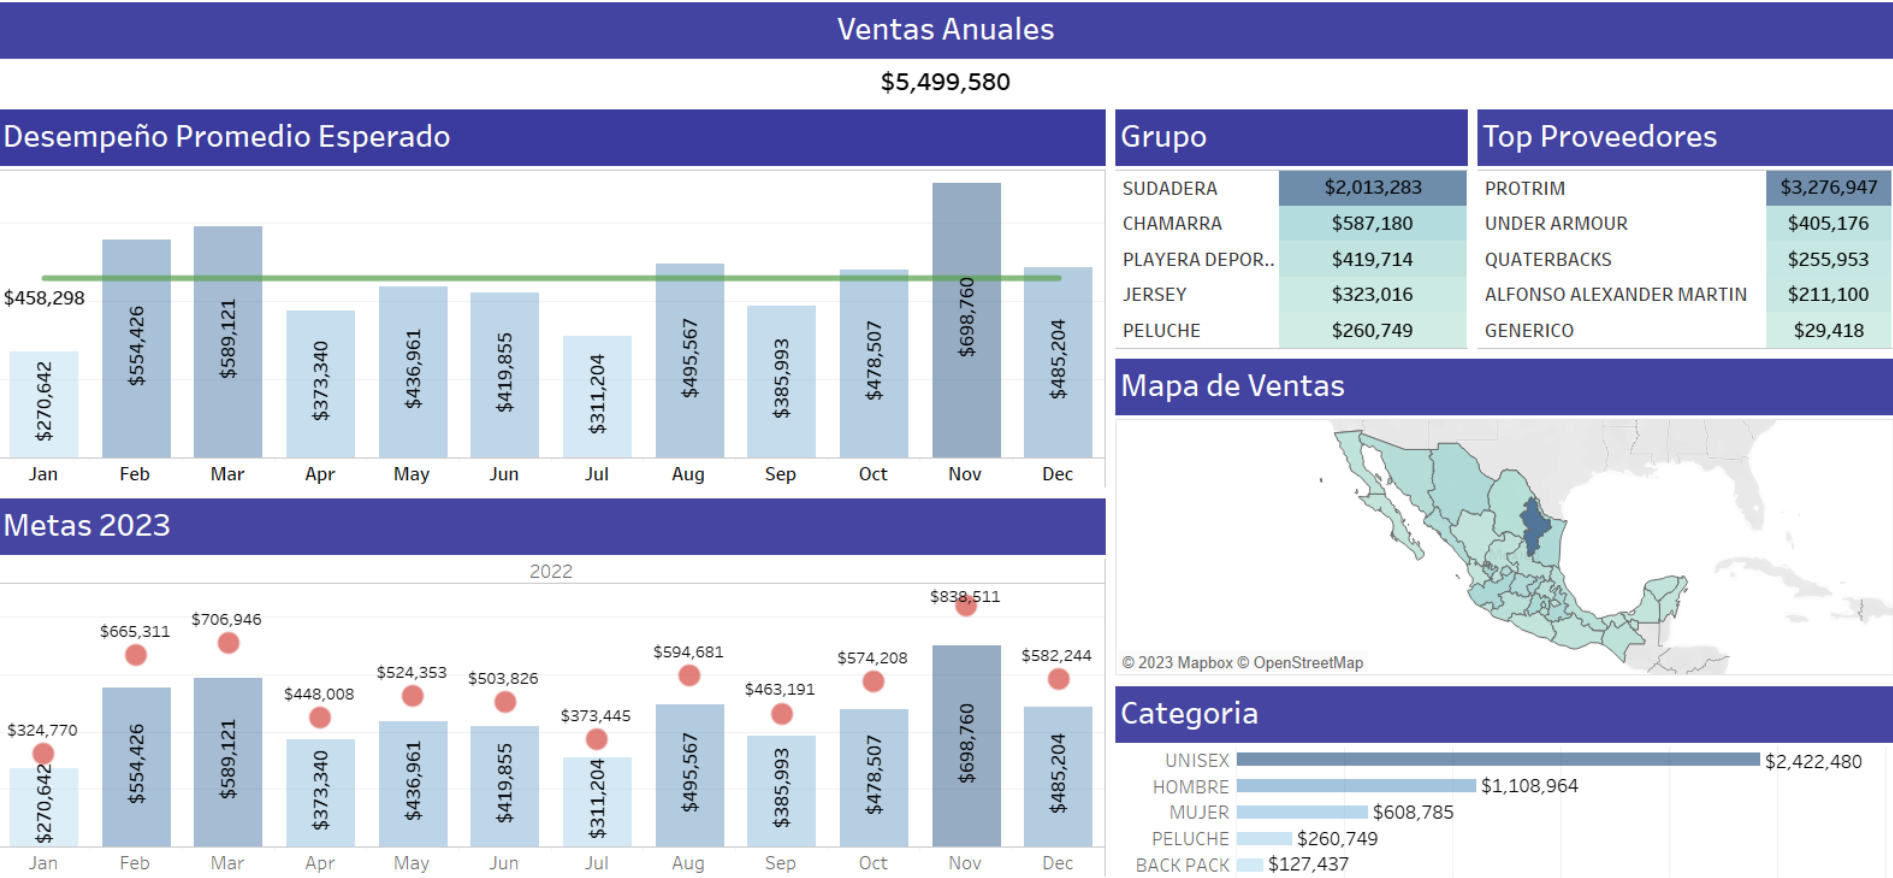 Ventas Anuales
$5,499,580
Desempeño Promedio Esperado
$458,298
$270,642
$554,426
$589,121
$373,340
$436,961
$419,855
$311,204
$495,567
$385,993
$478,507
$698,760
$485,204
Jan Feb Mar Apr May Jun Jul Aug Sep Oct Nov Dec
Grupo
SUDADERA $2,013,283
CHAMARRA $587,180
PLAYERA DEPOR.. $419,714
JERSEY $323,016
PELUCHE $260,749
Top Proveedores
PROTRIM $3,276,947
UNDER ARMOUR $405,176
QUATERBACKS $255,953
ALFONSO ALEXANDER MARTIN $211,100
GENERICO $29,418
Metas 2023
2022
$324,770
$665,311
$706,946
$448,008
$524,353
$503,826
$373,445
$594,681
$463,191
$574,208
$838,511
$582,244
$270,642
$554,426
$589,121
$373,340
$436,961
$419,855
$311,204
$495,567
$385,993
$478,507
$698,760
$485,204
Jan Feb Mar Apr May Jun Jul Aug Sep Oct Nov Dec
Mapa de Ventas
© 2023 Mapbox © OpenStreetMap
Categoria
UNISEX $2,422,480
HOMBRE $1,108,964
MUJER $608,785
PELUCHE $260,749
BACK PACK $127,437